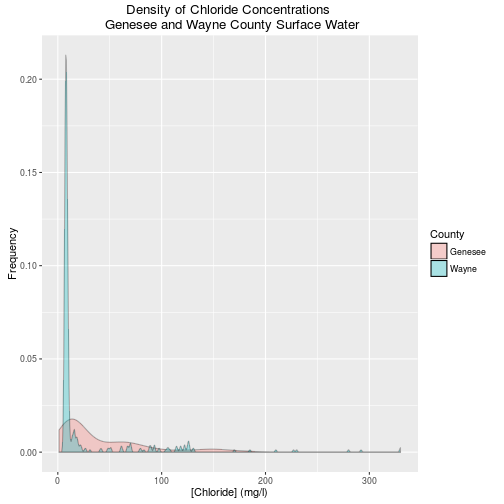 Density of Chloride Concentrations
Genesee and Wayne County Surface Water
Frequency
0.20
0.15
0.10
0.05
0.00
0
100
200
300
[Chloride] (mg/l)
County
Genesee
Wayne